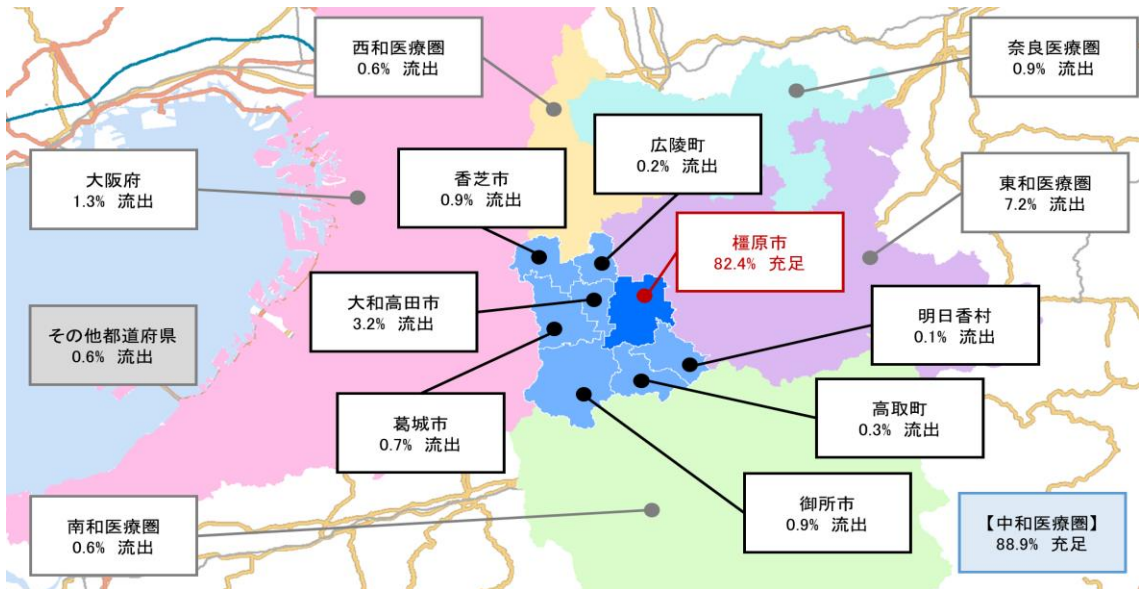 西和医療圏
0.6% 流出
奈良医療圏
0.9% 流出
広陵町
0.2% 流出
大阪府
1.3% 流出
香芝市
0.9% 流出
東和医療圏
7.2% 流出
橿原市
82.4% 充足
大和高田市
3.2% 流出
明日香村
0.1% 流出
その他都道府県
0.6% 流出
葛城市
0.7% 流出
高取町
0.3% 流出
御所市
0.9% 流出
南和医療圏
0.6% 流出
【中和医療圏】
88.9% 充足